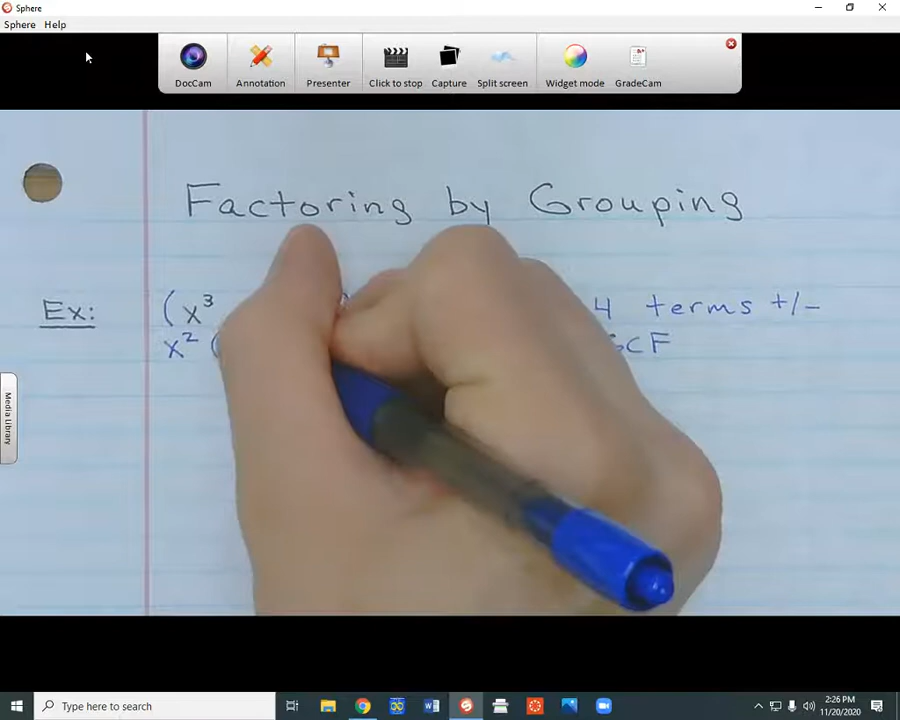 Sphere
Sphere Help
DocCam
Annotation
Presenter
Click to stop
Capture
Split screen
Widget mode
GradeCam
Factoring by Grouping
Ex: (x³ 4 terms +/-
x² ( GCF
Media Library
Type here to search
2:26 PM
11/20/2020